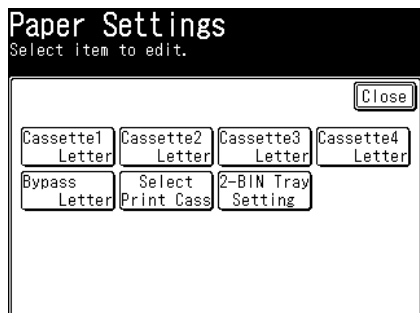 Paper Settings
Select item to edit.
Close
Cassette1 Cassette2 Cassette3 Cassette4
Letter Letter Letter Letter
Bypass Select 2-BIN Tray
Letter Print Cass Setting